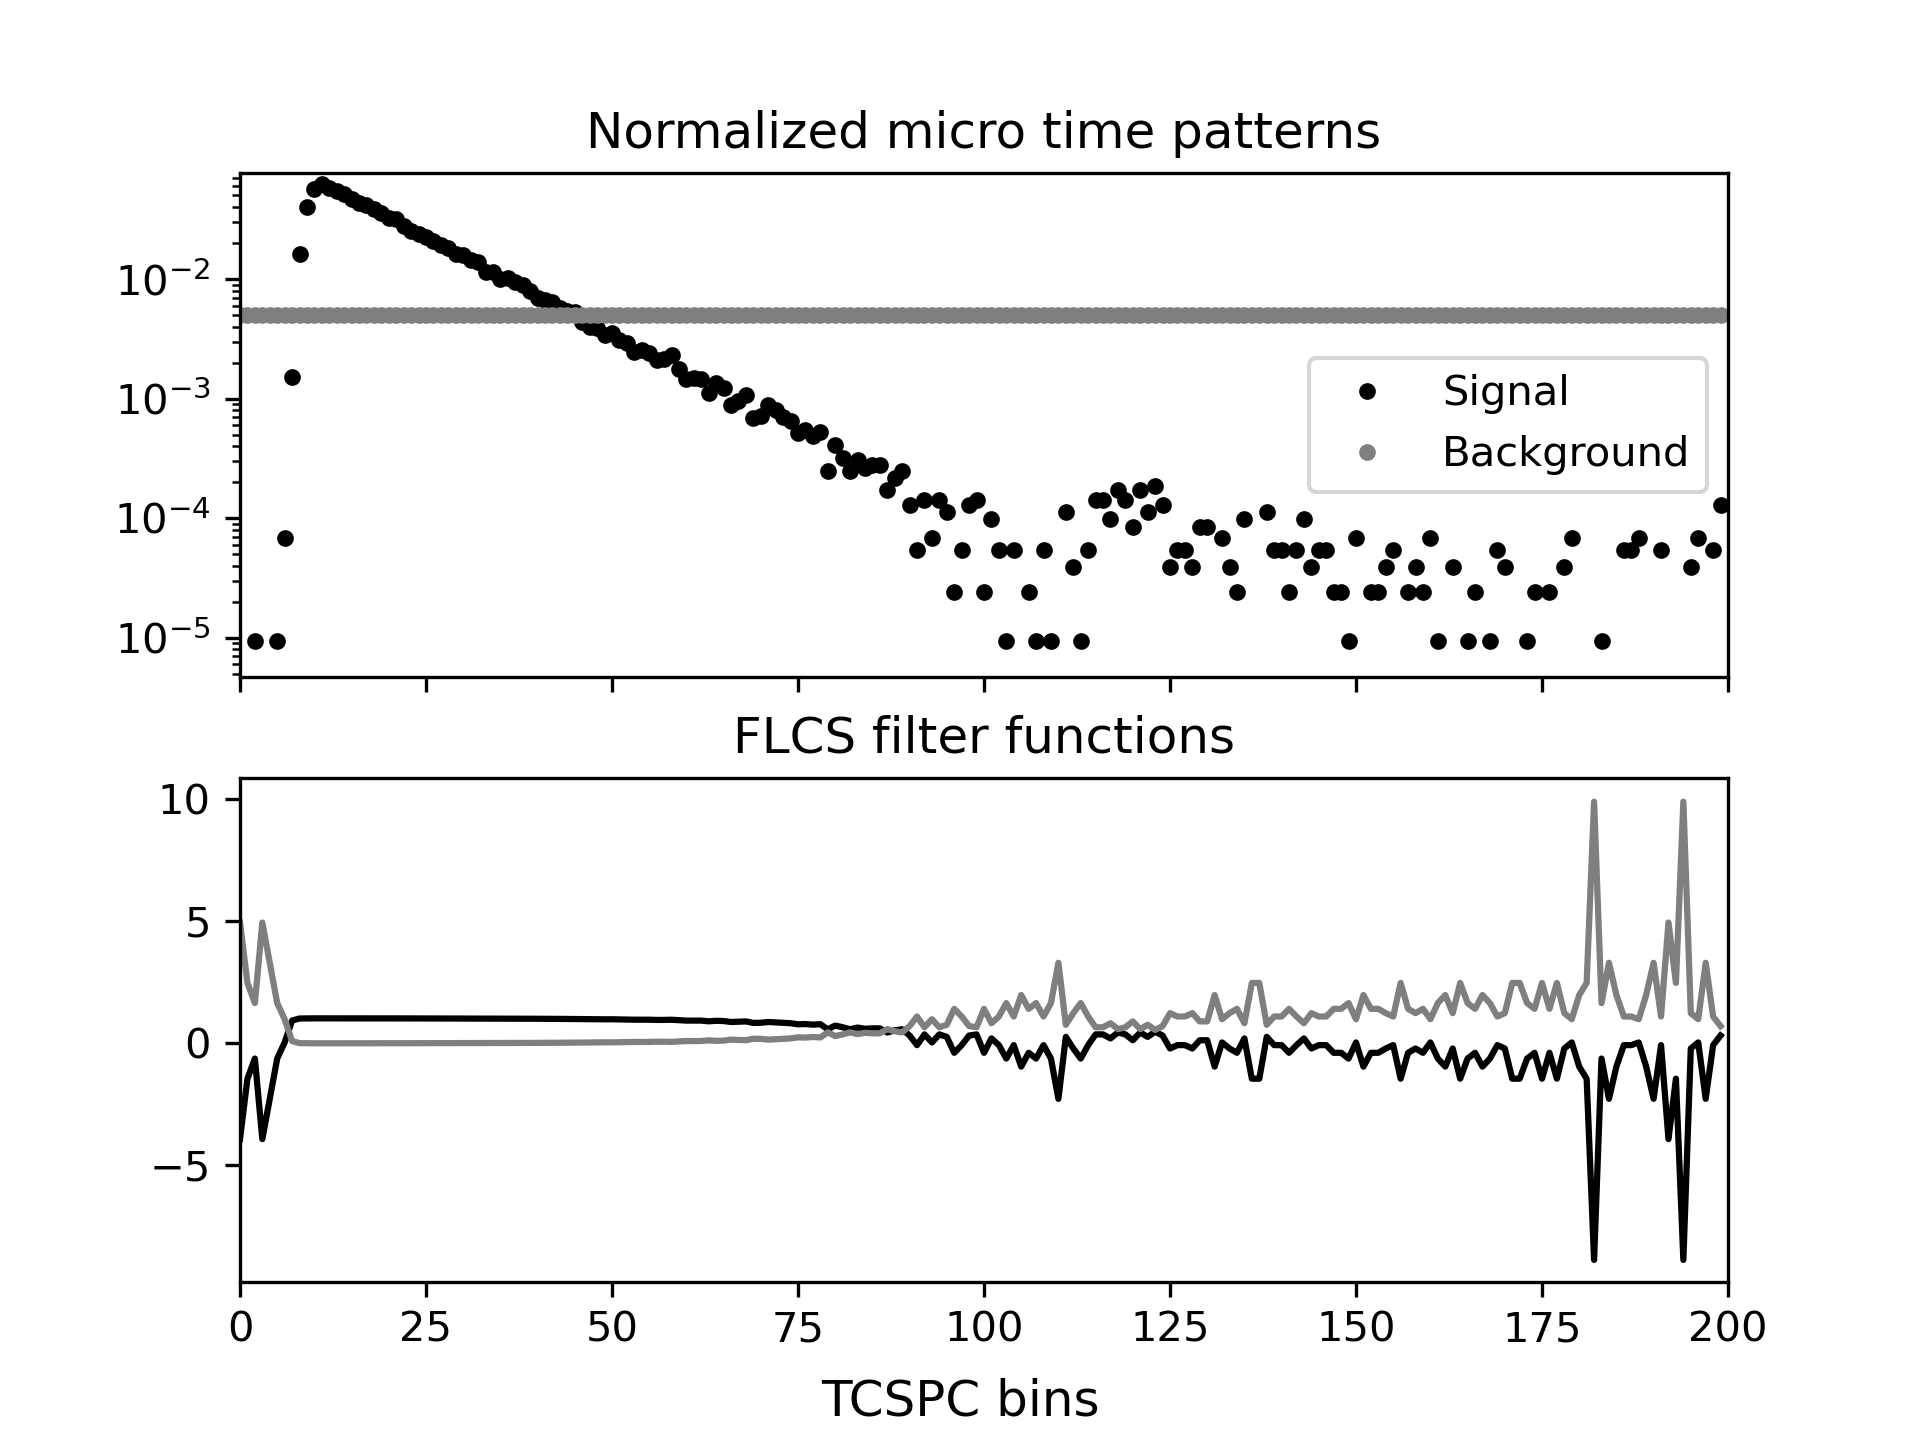 Normalized micro time patterns
10⁻²
10⁻³
10⁻⁴
10⁻⁵
Signal
Background
FLCS filter functions
10
5
0
−5
0 25 50 75 100 125 150 175 200
TCSPC bins